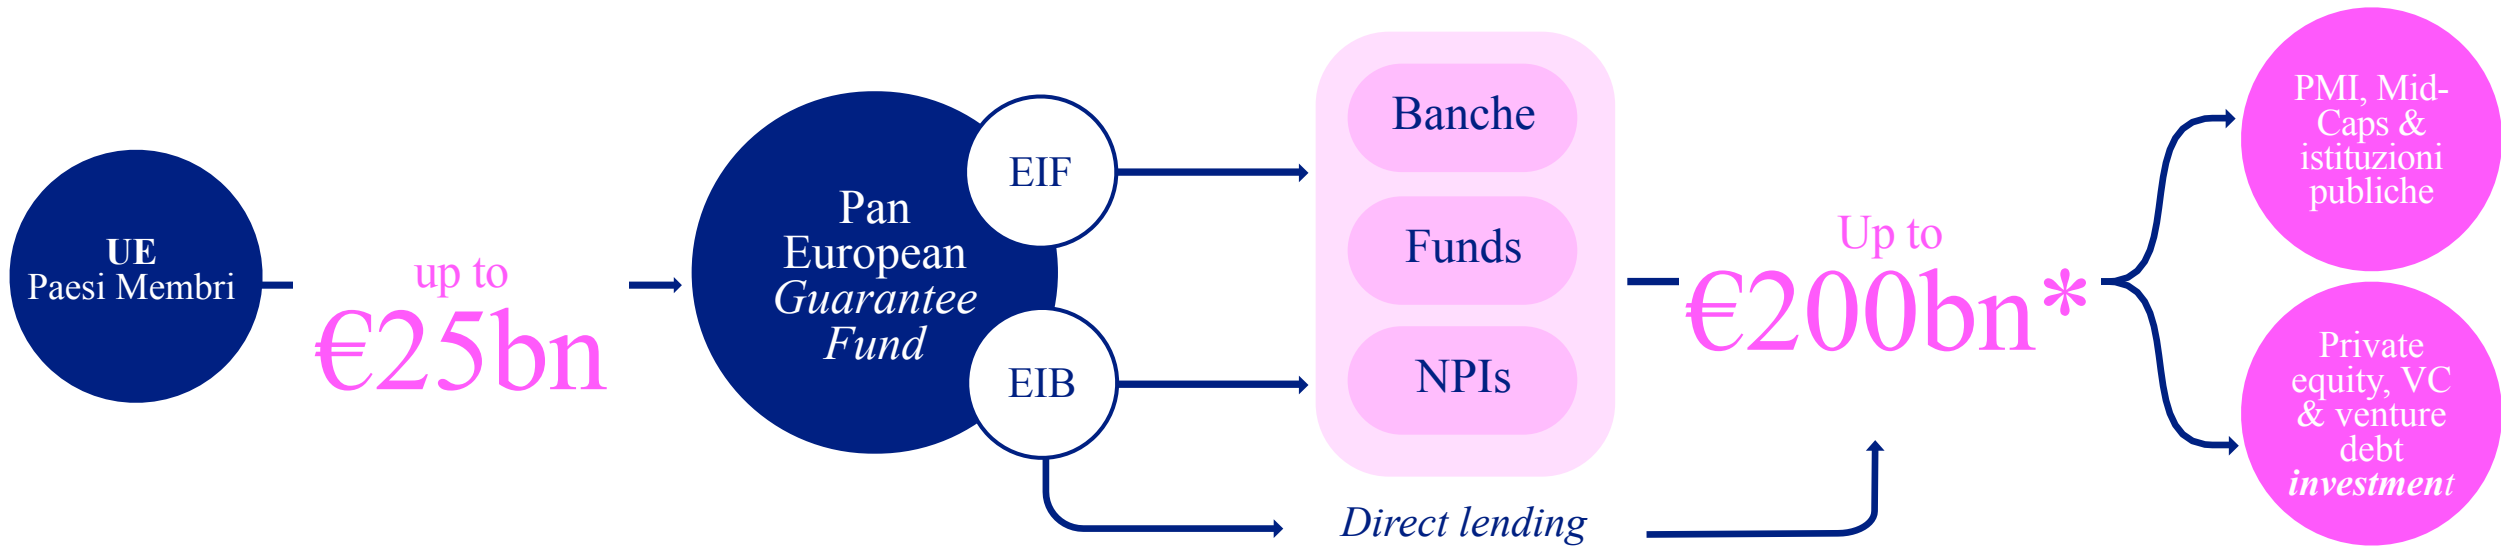 UE
Paesi Membri
up to
€25bn
Pan
European
Guarantee
Fund
EIF
EIB
Banche
Funds
NPIs
Direct lending
Up to
€200bn*
PMI, Mid-
Caps &
istituzioni
publiche
Private
equity, VC
& venture
debt
investment